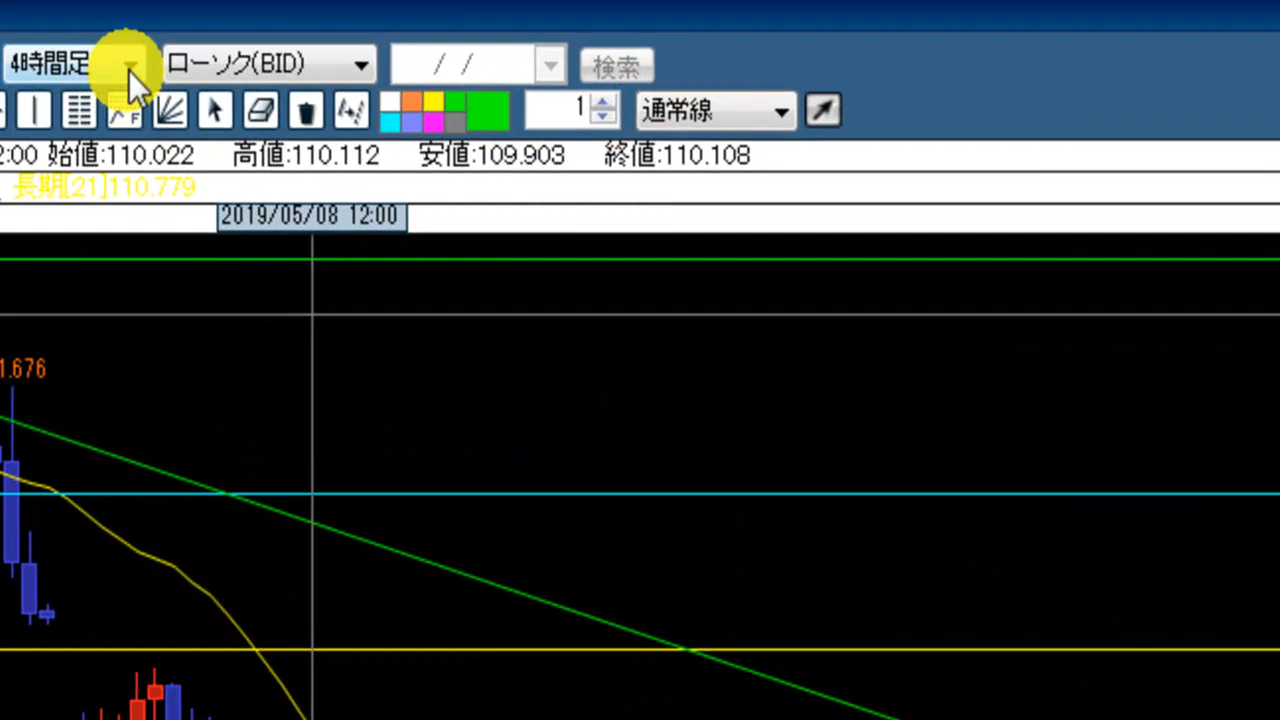 4時間足 ローソク(BID) / / 検索
F 1 通常線
2:00 始値:110.022 高値:110.112 安値:109.903 終値:110.108
長期[21]110.779
2019/05/08 12:00
1.676